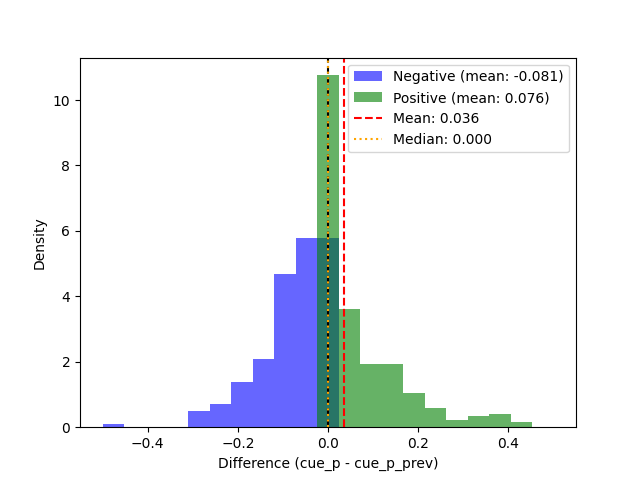 Negative (mean: -0.081)
Positive (mean: 0.076)
Mean: 0.036
Median: 0.000
10
8
6
4
2
0
Density
−0.4
−0.2
0.0
0.2
0.4
Difference (cue_p - cue_p_prev)